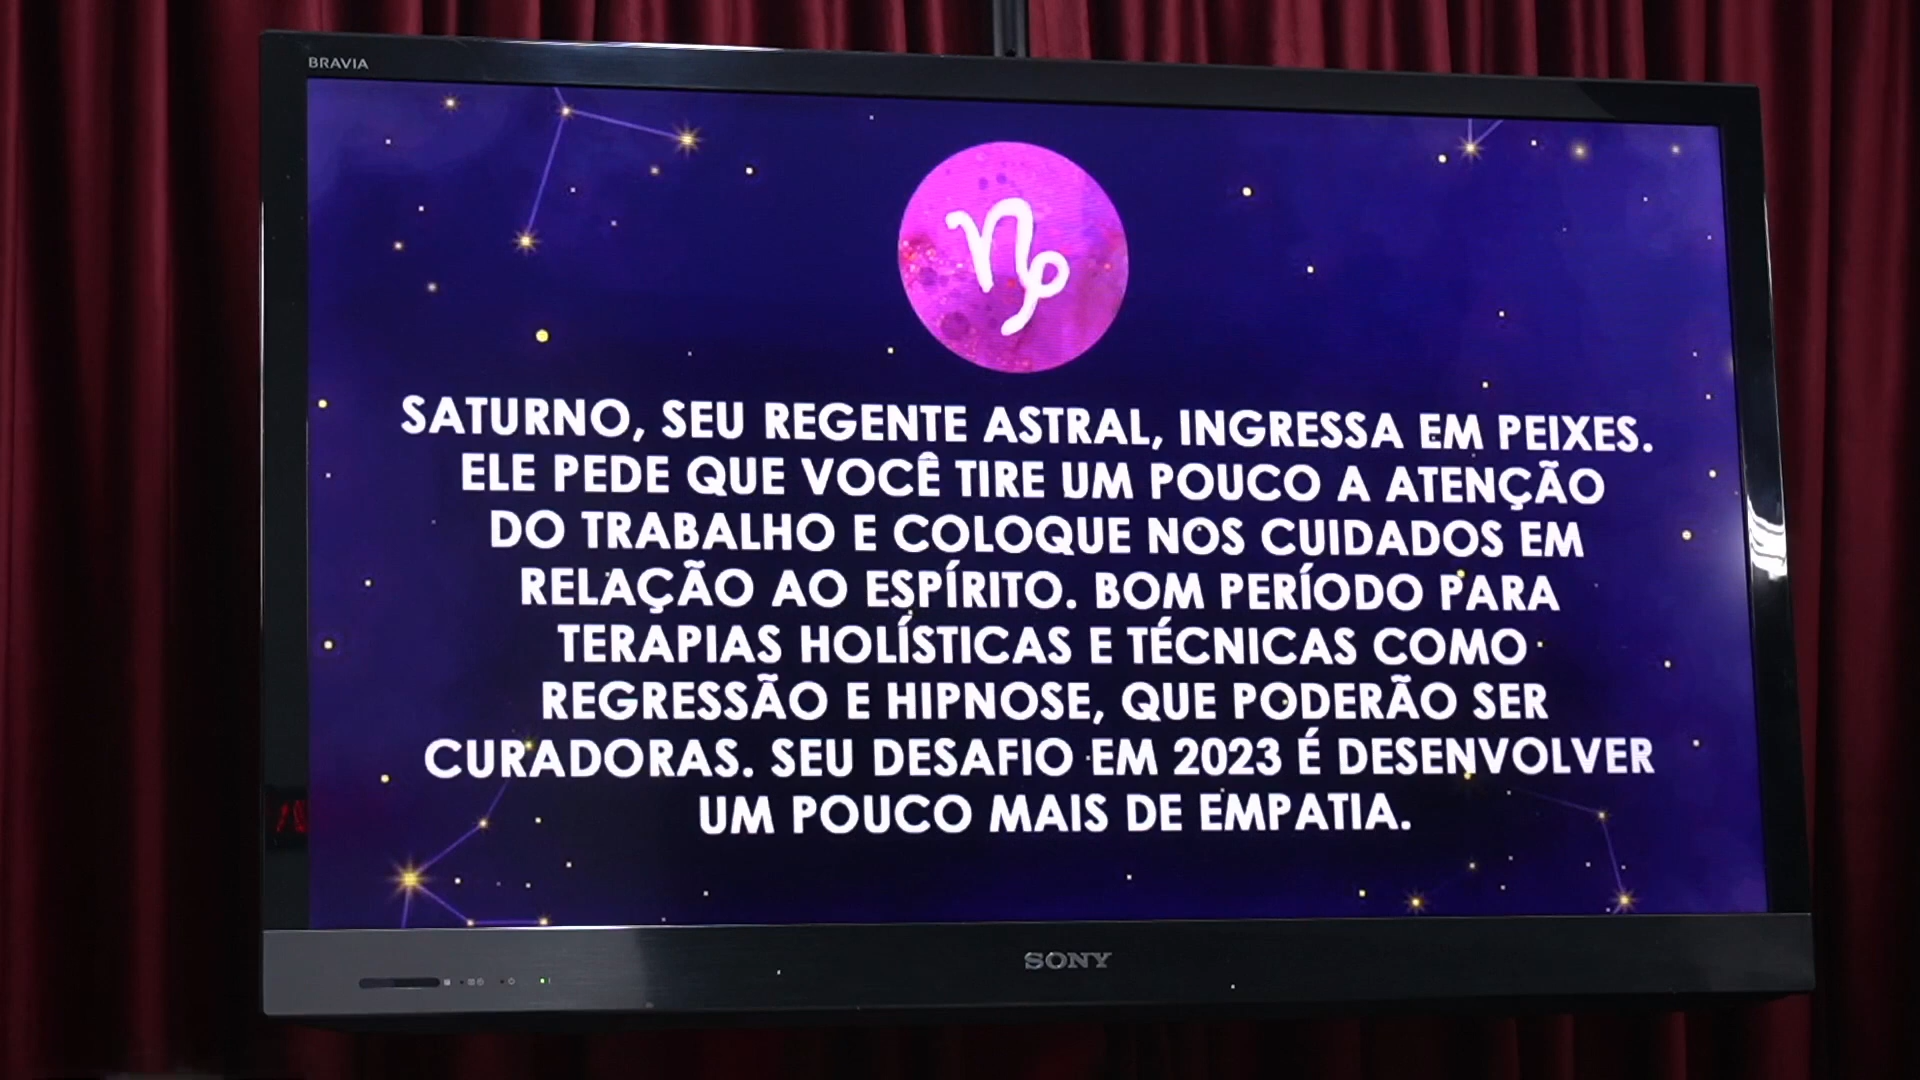 BRAVIA
SATURNO, SEU REGENTE ASTRAL, INGRESSA EM PEIXES.
ELE PEDE QUE VOCÊ TIRE UM POUCO A ATENÇÃO
DO TRABALHO E COLOQUE NOS CUIDADOS EM
RELAÇÃO AO ESPÍRITO. BOM PERÍODO PARA
TERAPIAS HOLÍSTICAS E TÉCNICAS COMO
REGRESSÃO E HIPNOSE, QUE PODERÃO SER
CURADORAS. SEU DESAFIO EM 2023 É DESENVOLVER
UM POUCO MAIS DE EMPATIA.
SONY